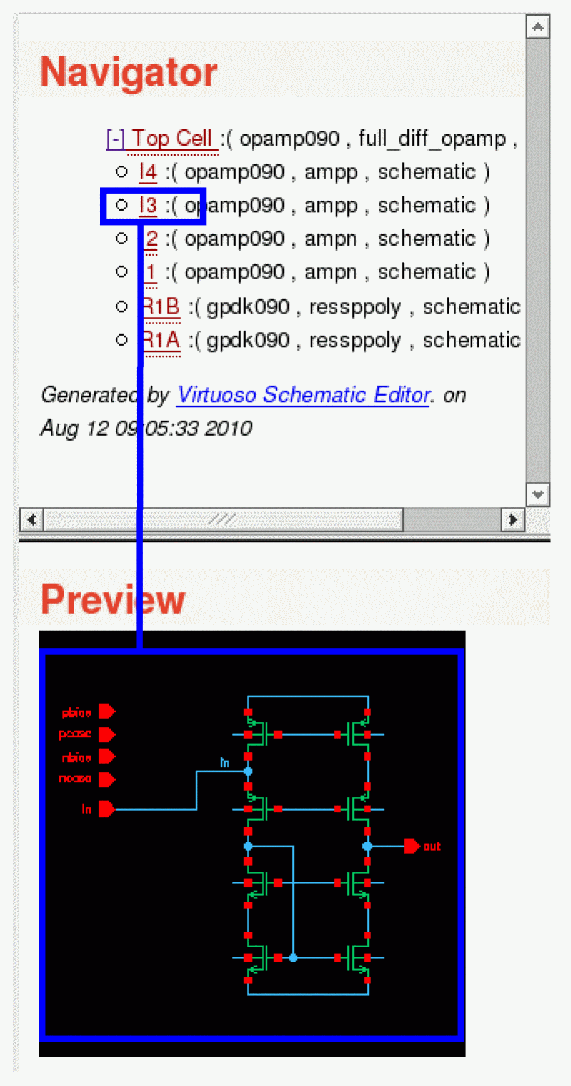 Navigator
[-] Top Cell :( opamp090 , full_diff_opamp ,
I4 :( opamp090 , ampp , schematic )
I3 :( opamp090 , ampp , schematic )
2 :( opamp090 , ampn , schematic )
1 :( opamp090 , ampn , schematic )
R1B :( gpdk090 , ressppoly , schematic
R1A :( gpdk090 , ressppoly , schematic
Generated by Virtuoso Schematic Editor. on
Aug 12 09:05:33 2010
Preview
pbias
pcasc
nbias
ncasc
in
in
out